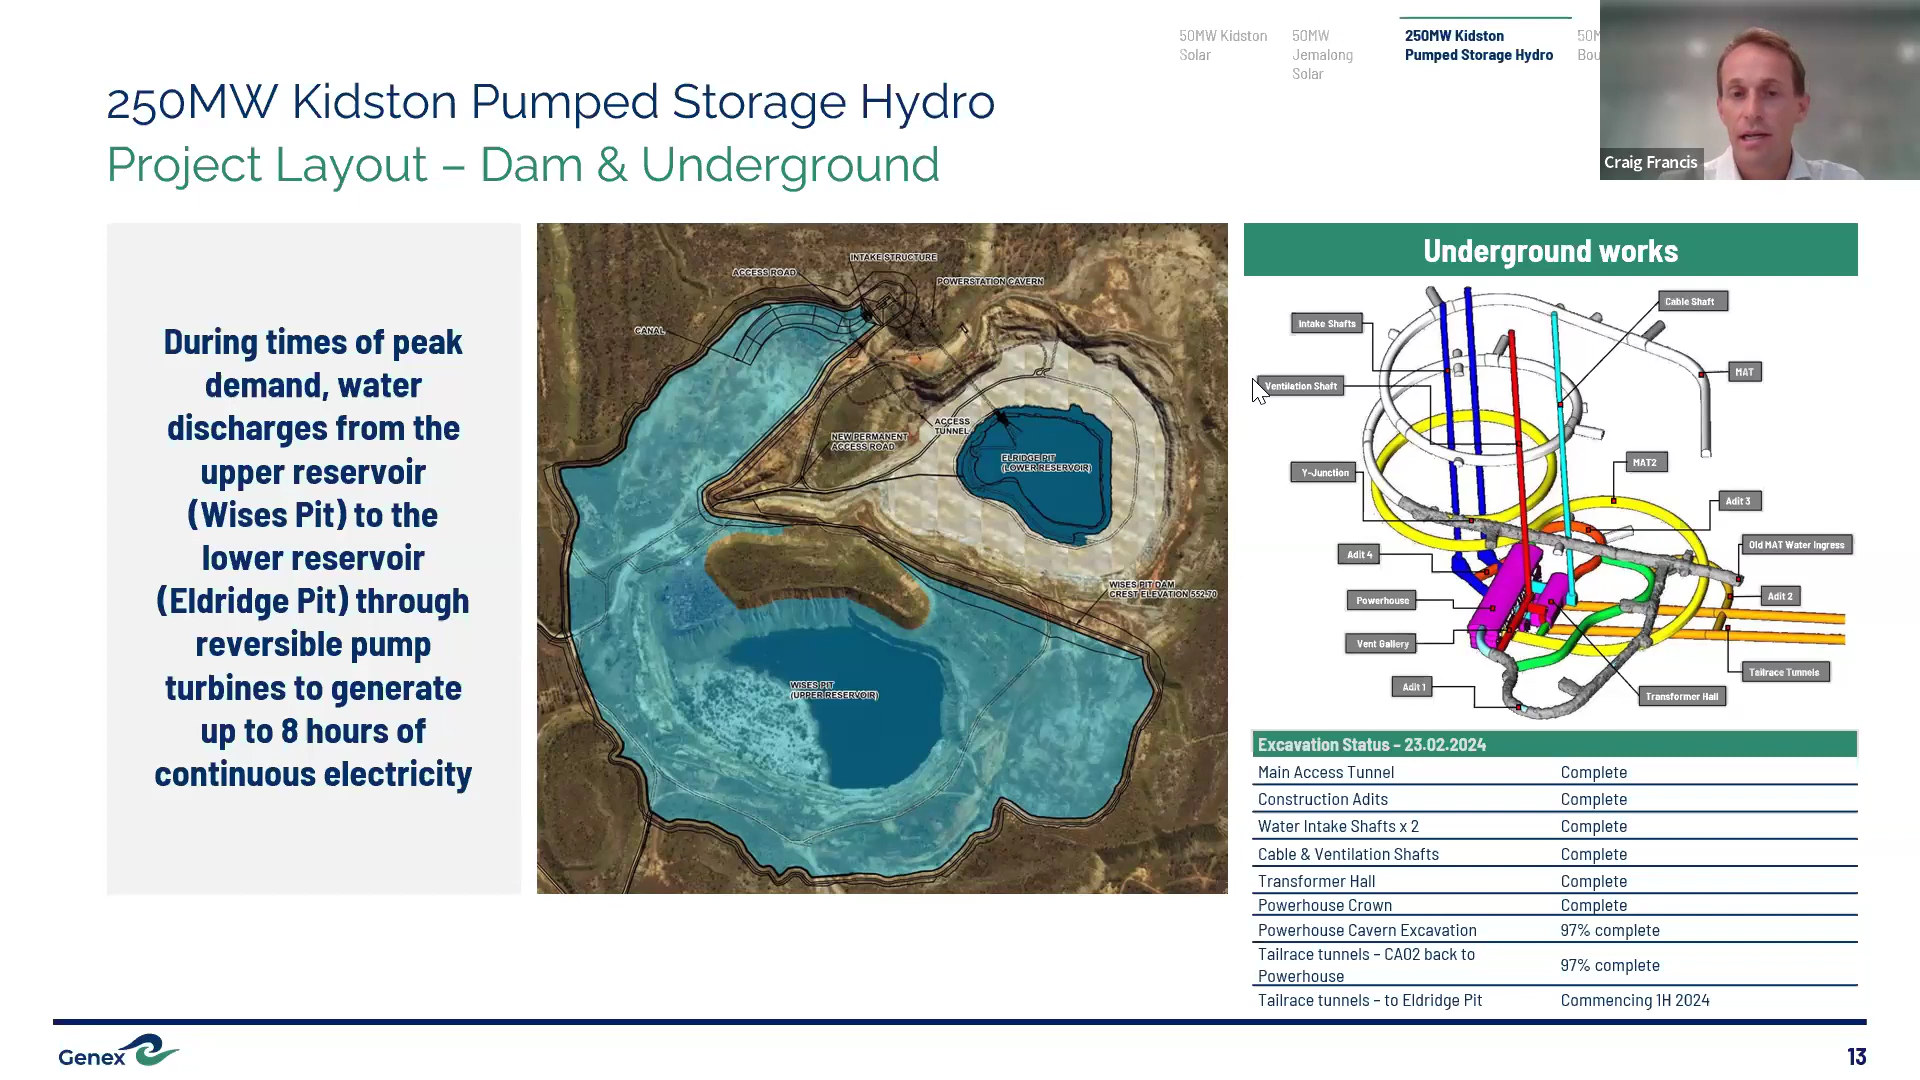 50MW Kidston
Solar
50MW
Jemalong
Solar
250MW Kidston
Pumped Storage Hydro
Craig Francis
250MW Kidston Pumped Storage Hydro
Project Layout – Dam & Underground
During times of peak
demand, water
discharges from the
upper reservoir
(Wises Pit) to the
lower reservoir
(Eldridge Pit) through
reversible pump
turbines to generate
up to 8 hours of
continuous electricity
INTAKE STRUCTURE
ACCESS ROAD
POWERSTATION CAVERN
CANAL
ACCESS
TUNNEL
NEW PERMANENT
ACCESS ROAD
ELRIDGE PIT
(LOWER RESERVOIR)
WISES PIT DAM
CREST ELEVATION 552.70
WISES PIT
(UPPER RESERVOIR)
Underground works
Cable Shaft
Intake Shafts
MAT
Ventilation Shaft
MAT2
Y-Junction
Adit 3
Old MAT Water Ingress
Adit 4
Adit 2
Powerhouse
Vent Gallery
Tailrace Tunnels
Adit 1
Transformer Hall
Excavation Status – 23.02.2024
Main Access Tunnel Complete
Construction Adits Complete
Water Intake Shafts x 2 Complete
Cable & Ventilation Shafts Complete
Transformer Hall Complete
Powerhouse Crown Complete
Powerhouse Cavern Excavation 97% complete
Tailrace tunnels – CA02 back to
Powerhouse 97% complete
Tailrace tunnels – to Eldridge Pit Commencing 1H 2024
Genex
13